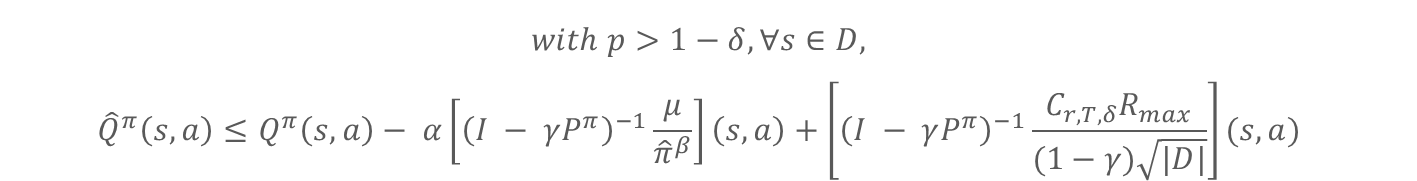 with p > 1 − δ, ∀s ∈ D,
Q̂^π(s, a) ≤ Q^π(s, a) − α [(I − γP^π)^{−1} μ / π̂^β] (s, a) + [(I − γP^π)^{−1} C_{r,T,δ}R_{max} / (1 − γ)√|D|] (s, a)